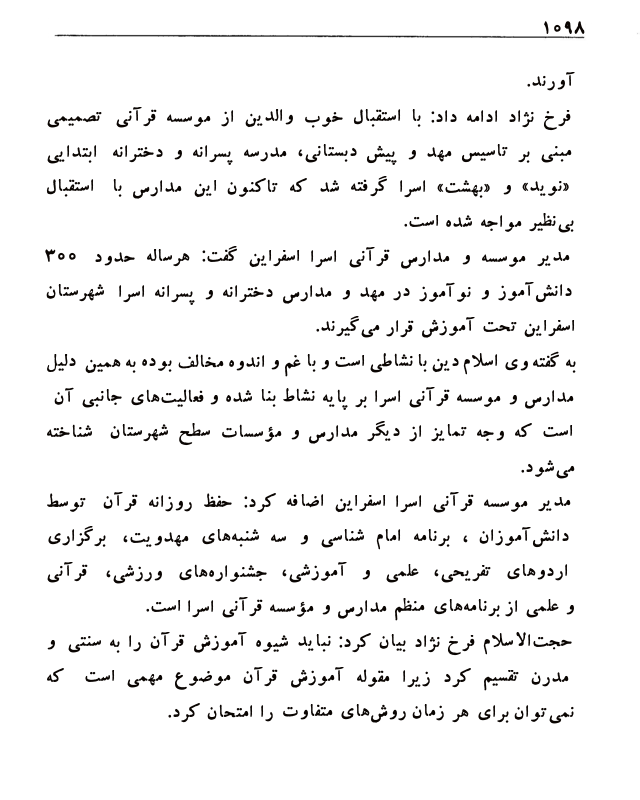 ۱۰۹۸
آورند.
فرخ نژاد ادامه داد: با استقبال خوب والدین از موسسه قرآنی تصمیمی
مبنی بر تاسیس مهد و پیش دبستانی، مدرسه پسرانه و دخترانه ابتدایی
«نوید» و «بهشت» اسرا گرفته شد که تاکنون این مدارس با استقبال
بی‌نظیر مواجه شده است.
مدیر موسسه و مدارس قرآنی اسرا اسفراین گفت: هرساله حدود ۳۰۰
دانش‌آموز و نوآموز در مهد و مدارس دخترانه و پسرانه اسرا شهرستان
اسفراین تحت آموزش قرار می‌گیرند.
به گفته وی اسلام دین با نشاطی است و با غم و اندوه مخالف بوده به همین دلیل
مدارس و موسسه قرآنی اسرا بر پایه نشاط بنا شده و فعالیت‌های جانبی آن
است که وجه تمایز از دیگر مدارس و مؤسسات سطح شهرستان شناخته
می‌شود.
مدیر موسسه قرآنی اسرا اسفراین اضافه کرد: حفظ روزانه قرآن توسط
دانش‌آموزان ، برنامه امام شناسی و سه شنبه‌های مهدویت، برگزاری
اردوهای تفریحی، علمی و آموزشی، جشنواره‌های ورزشی، قرآنی
و علمی از برنامه‌های منظم مدارس و مؤسسه قرآنی اسرا است.
حجت‌الاسلام فرخ نژاد بیان کرد: نباید شیوه آموزش قرآن را به سنتی و
مدرن تقسیم کرد زیرا مقوله آموزش قرآن موضوع مهمی است که
نمی‌توان برای هر زمان روش‌های متفاوت را امتحان کرد.